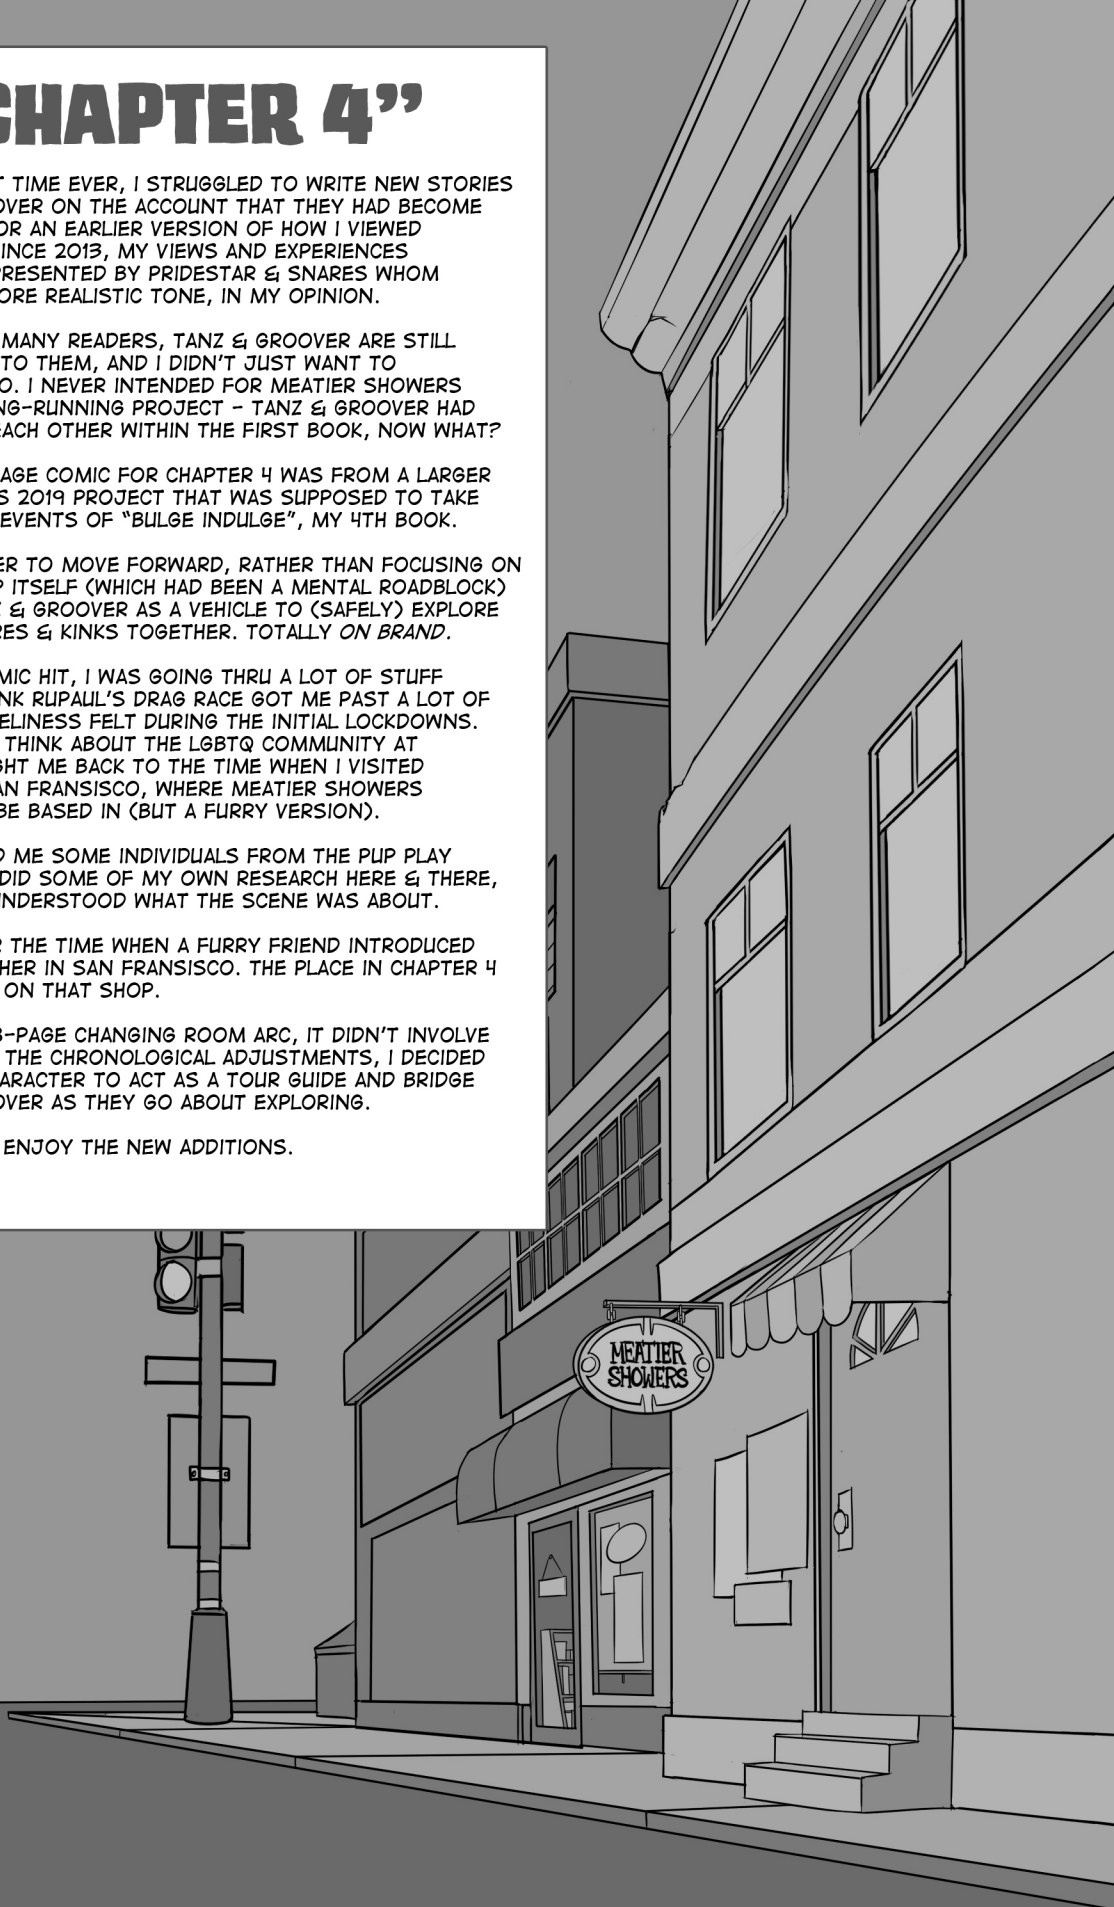 CHAPTER 4”
TIME EVER, I STRUGGLED TO WRITE NEW STORIES
OVER ON THE ACCOUNT THAT THEY HAD BECOME
OR AN EARLIER VERSION OF HOW I VIEWED
INCE 2013, MY VIEWS AND EXPERIENCES
PRESENTED BY PRIDESTAR & SNARES WHOM
ORE REALISTIC TONE, IN MY OPINION.
MANY READERS, TANZ & GROOVER ARE STILL
TO THEM, AND I DIDN'T JUST WANT TO
O. I NEVER INTENDED FOR MEATIER SHOWERS
NG-RUNNING PROJECT - TANZ & GROOVER HAD
EACH OTHER WITHIN THE FIRST BOOK, NOW WHAT?
AGE COMIC FOR CHAPTER 4 WAS FROM A LARGER
S 2019 PROJECT THAT WAS SUPPOSED TO TAKE
EVENTS OF “BULGE INDULGE”, MY 4TH BOOK.
ER TO MOVE FORWARD, RATHER THAN FOCUSING ON
P ITSELF (WHICH HAD BEEN A MENTAL ROADBLOCK)
& GROOVER AS A VEHICLE TO (SAFELY) EXPLORE
RES & KINKS TOGETHER. TOTALLY ON BRAND.
MIC HIT, I WAS GOING THRU A LOT OF STUFF
NK RUPAUL'S DRAG RACE GOT ME PAST A LOT OF
ELINESS FELT DURING THE INITIAL LOCKDOWNS.
THINK ABOUT THE LGBTQ COMMUNITY AT
GHT ME BACK TO THE TIME WHEN I VISITED
AN FRANSISCO, WHERE MEATIER SHOWERS
BE BASED IN (BUT A FURRY VERSION).
D ME SOME INDIVIDUALS FROM THE PUP PLAY
DID SOME OF MY OWN RESEARCH HERE & THERE,
UNDERSTOOD WHAT THE SCENE WAS ABOUT.
R THE TIME WHEN A FURRY FRIEND INTRODUCED
HER IN SAN FRANSISCO. THE PLACE IN CHAPTER 4
ON THAT SHOP.
3-PAGE CHANGING ROOM ARC, IT DIDN'T INVOLVE
THE CHRONOLOGICAL ADJUSTMENTS, I DECIDED
ARACTER TO ACT AS A TOUR GUIDE AND BRIDGE
OVER AS THEY GO ABOUT EXPLORING.
ENJOY THE NEW ADDITIONS.
MEATIER
SHOWERS